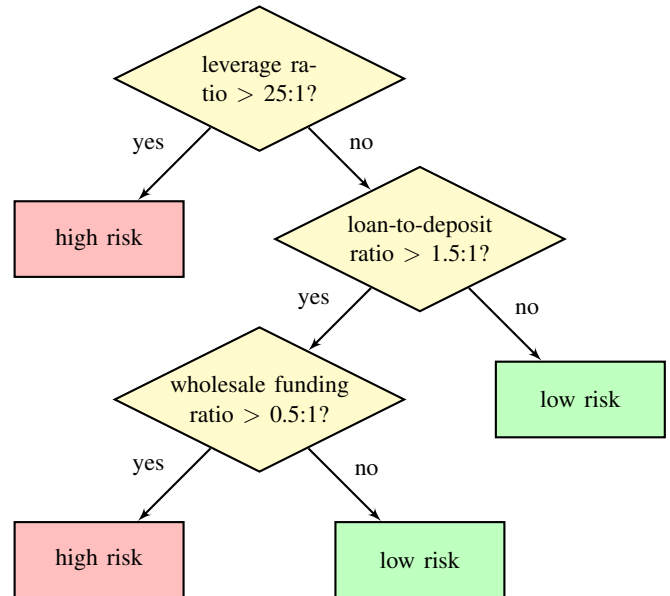 leverage ra-
tio > 25:1?
yes
no
high risk
loan-to-deposit
ratio > 1.5:1?
yes
no
wholesale funding
ratio > 0.5:1?
low risk
yes
no
high risk
low risk